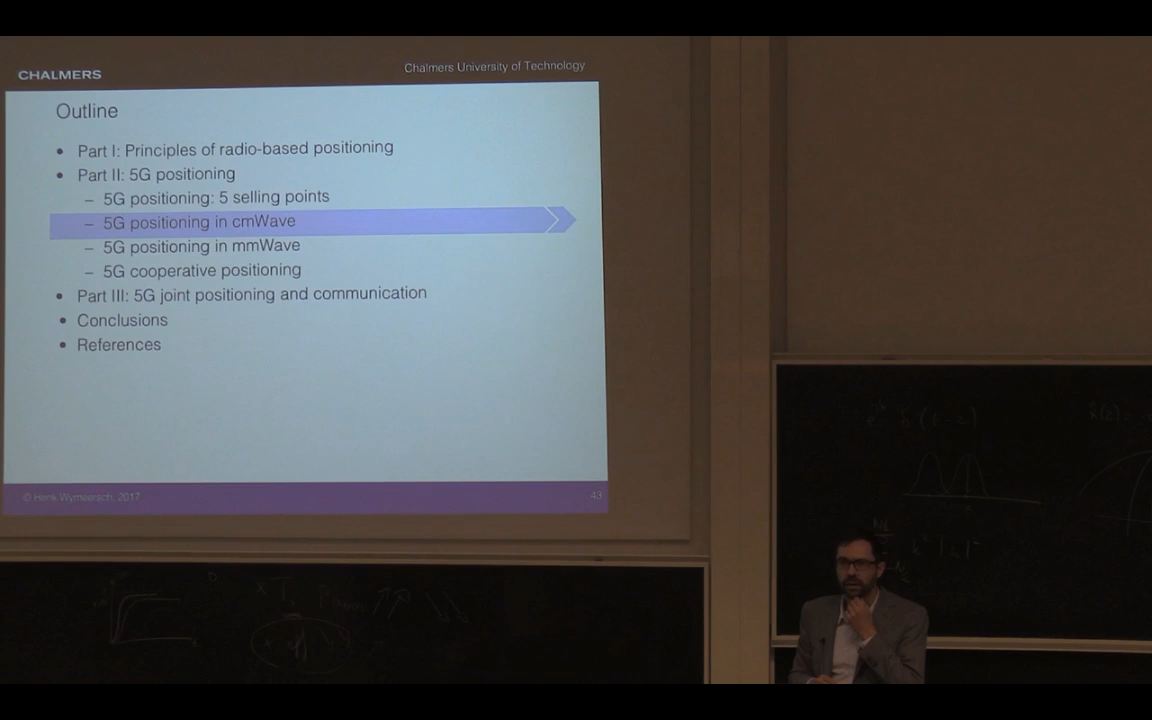 CHALMERS
Chalmers University of Technology
Outline
• Part I: Principles of radio-based positioning
• Part II: 5G positioning
– 5G positioning: 5 selling points
– 5G positioning in cmWave
– 5G positioning in mmWave
– 5G cooperative positioning
• Part III: 5G joint positioning and communication
• Conclusions
• References
© Henk Wymeersch, 2017
43